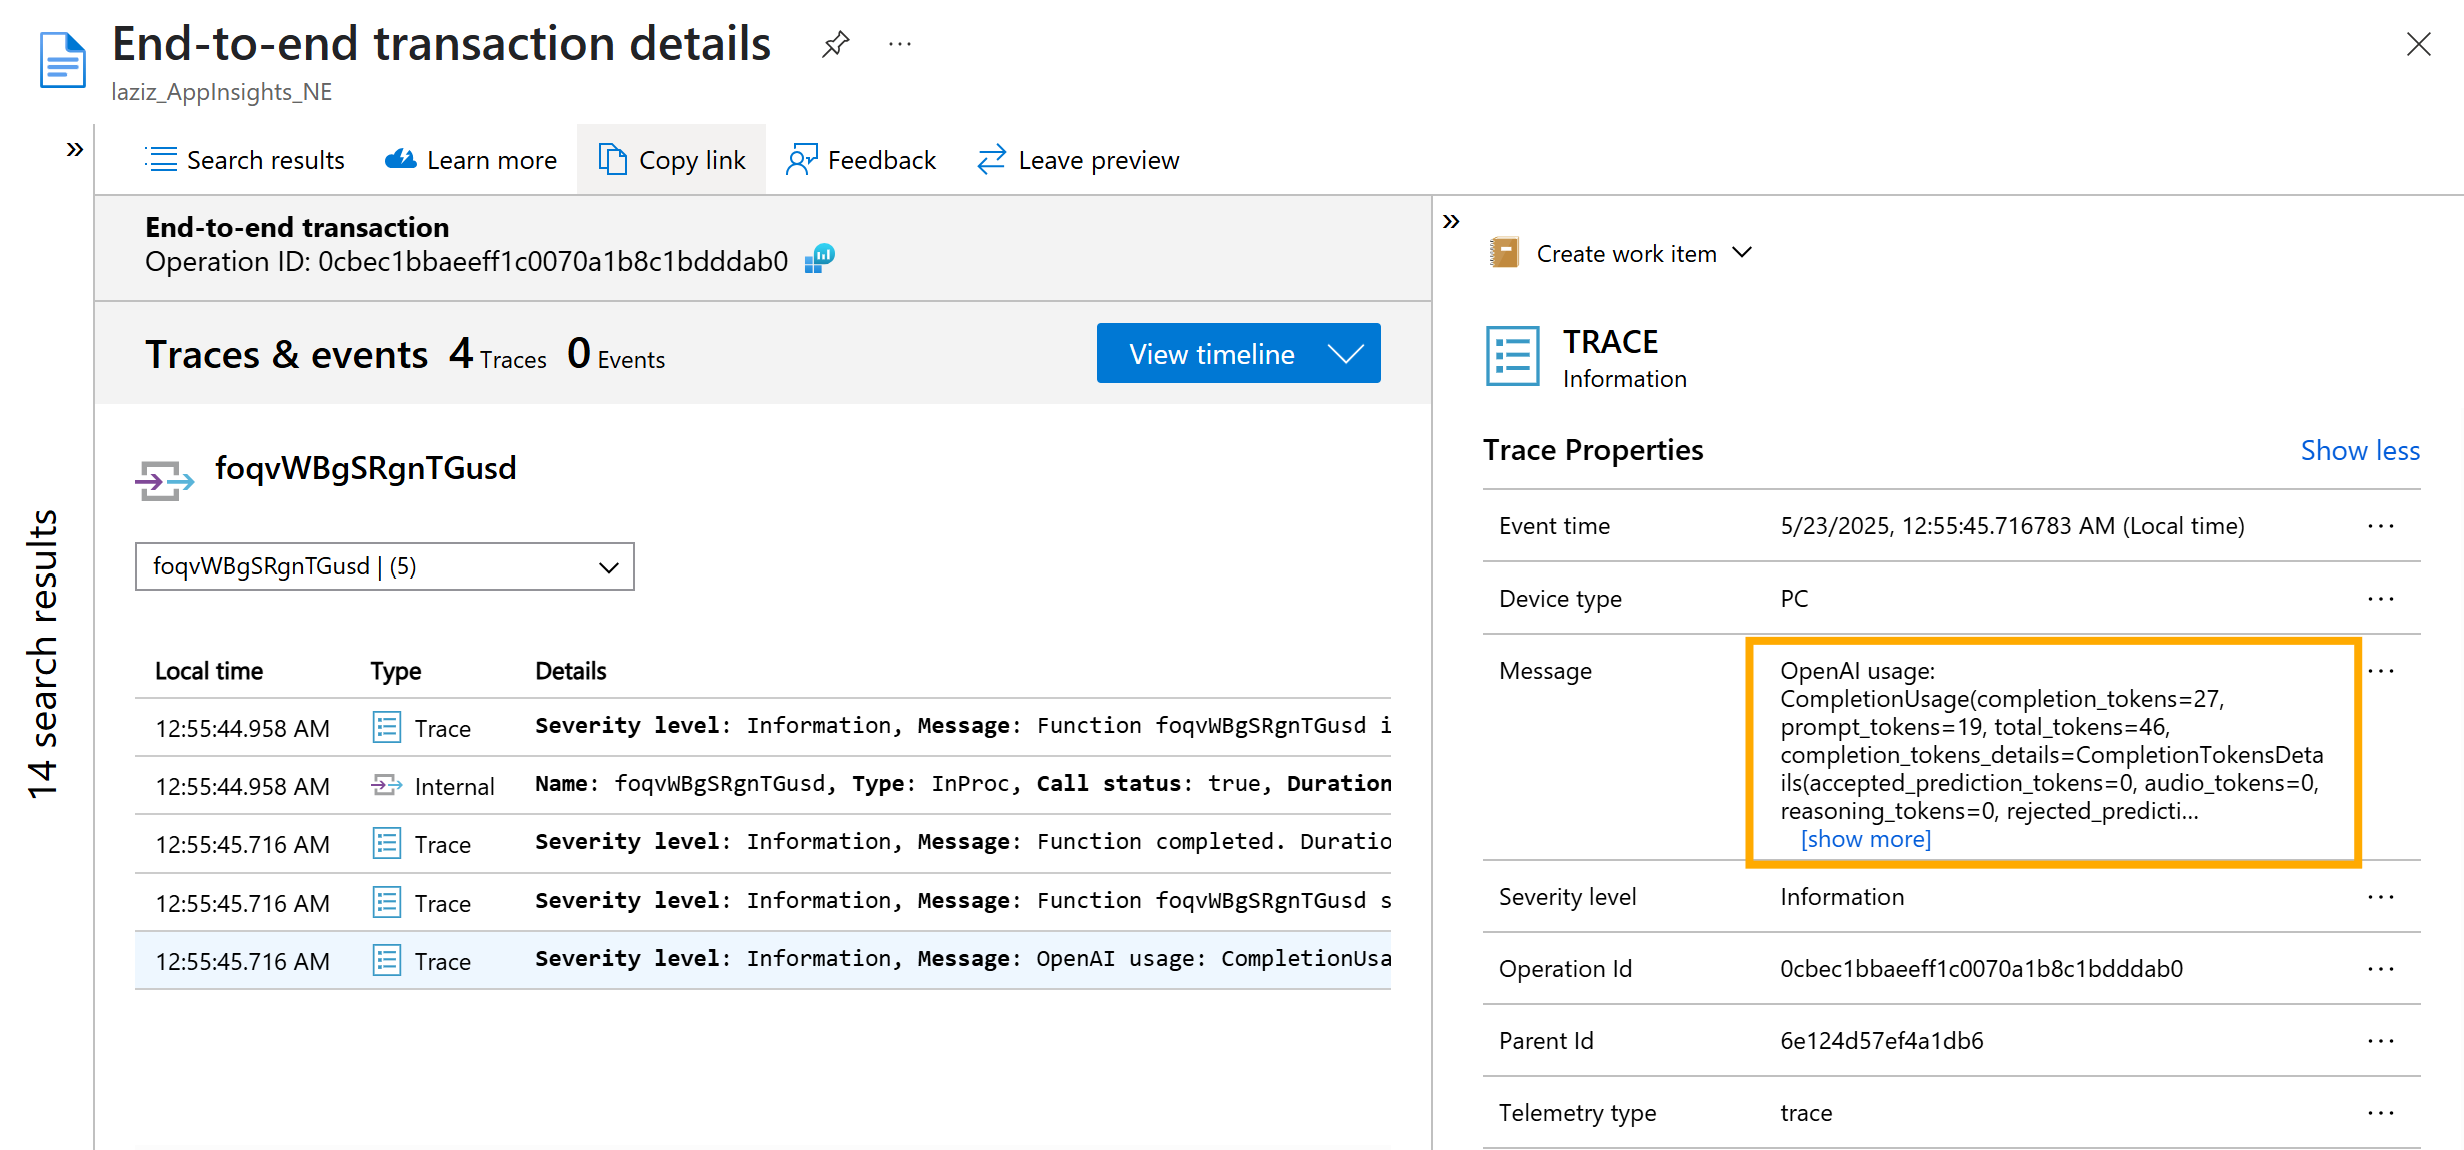 End-to-end transaction details
laziz_AppInsights_NE
Search results
Learn more
Copy link
Feedback
Leave preview
14 search results
End-to-end transaction
Operation ID: 0cbec1bbaeeff1c0070a1b8c1bdddab0
Traces & events 4 Traces 0 Events
View timeline
foqvWBgSRgnTGusd
foqvWBgSRgnTGusd | (5)
Local time Type Details
12:55:44.958 AM Trace Severity level: Information, Message: Function foqvWBgSRgnTGusd i
12:55:44.958 AM Internal Name: foqvWBgSRgnTGusd, Type: InProc, Call status: true, Duration
12:55:45.716 AM Trace Severity level: Information, Message: Function completed. Duratio
12:55:45.716 AM Trace Severity level: Information, Message: Function foqvWBgSRgnTGusd s
12:55:45.716 AM Trace Severity level: Information, Message: OpenAI usage: CompletionUsa
Create work item
TRACE
Information
Trace Properties Show less
Event time 5/23/2025, 12:55:45.716783 AM (Local time) ...
Device type PC ...
Message OpenAI usage: ...
CompletionUsage(completion_tokens=27,
prompt_tokens=19, total_tokens=46,
completion_tokens_details=CompletionTokensDeta
ils(accepted_prediction_tokens=0, audio_tokens=0,
reasoning_tokens=0, rejected_predicti...
[show more]
Severity level Information ...
Operation Id 0cbec1bbaeeff1c0070a1b8c1bdddab0 ...
Parent Id 6e124d57ef4a1db6 ...
Telemetry type trace ...